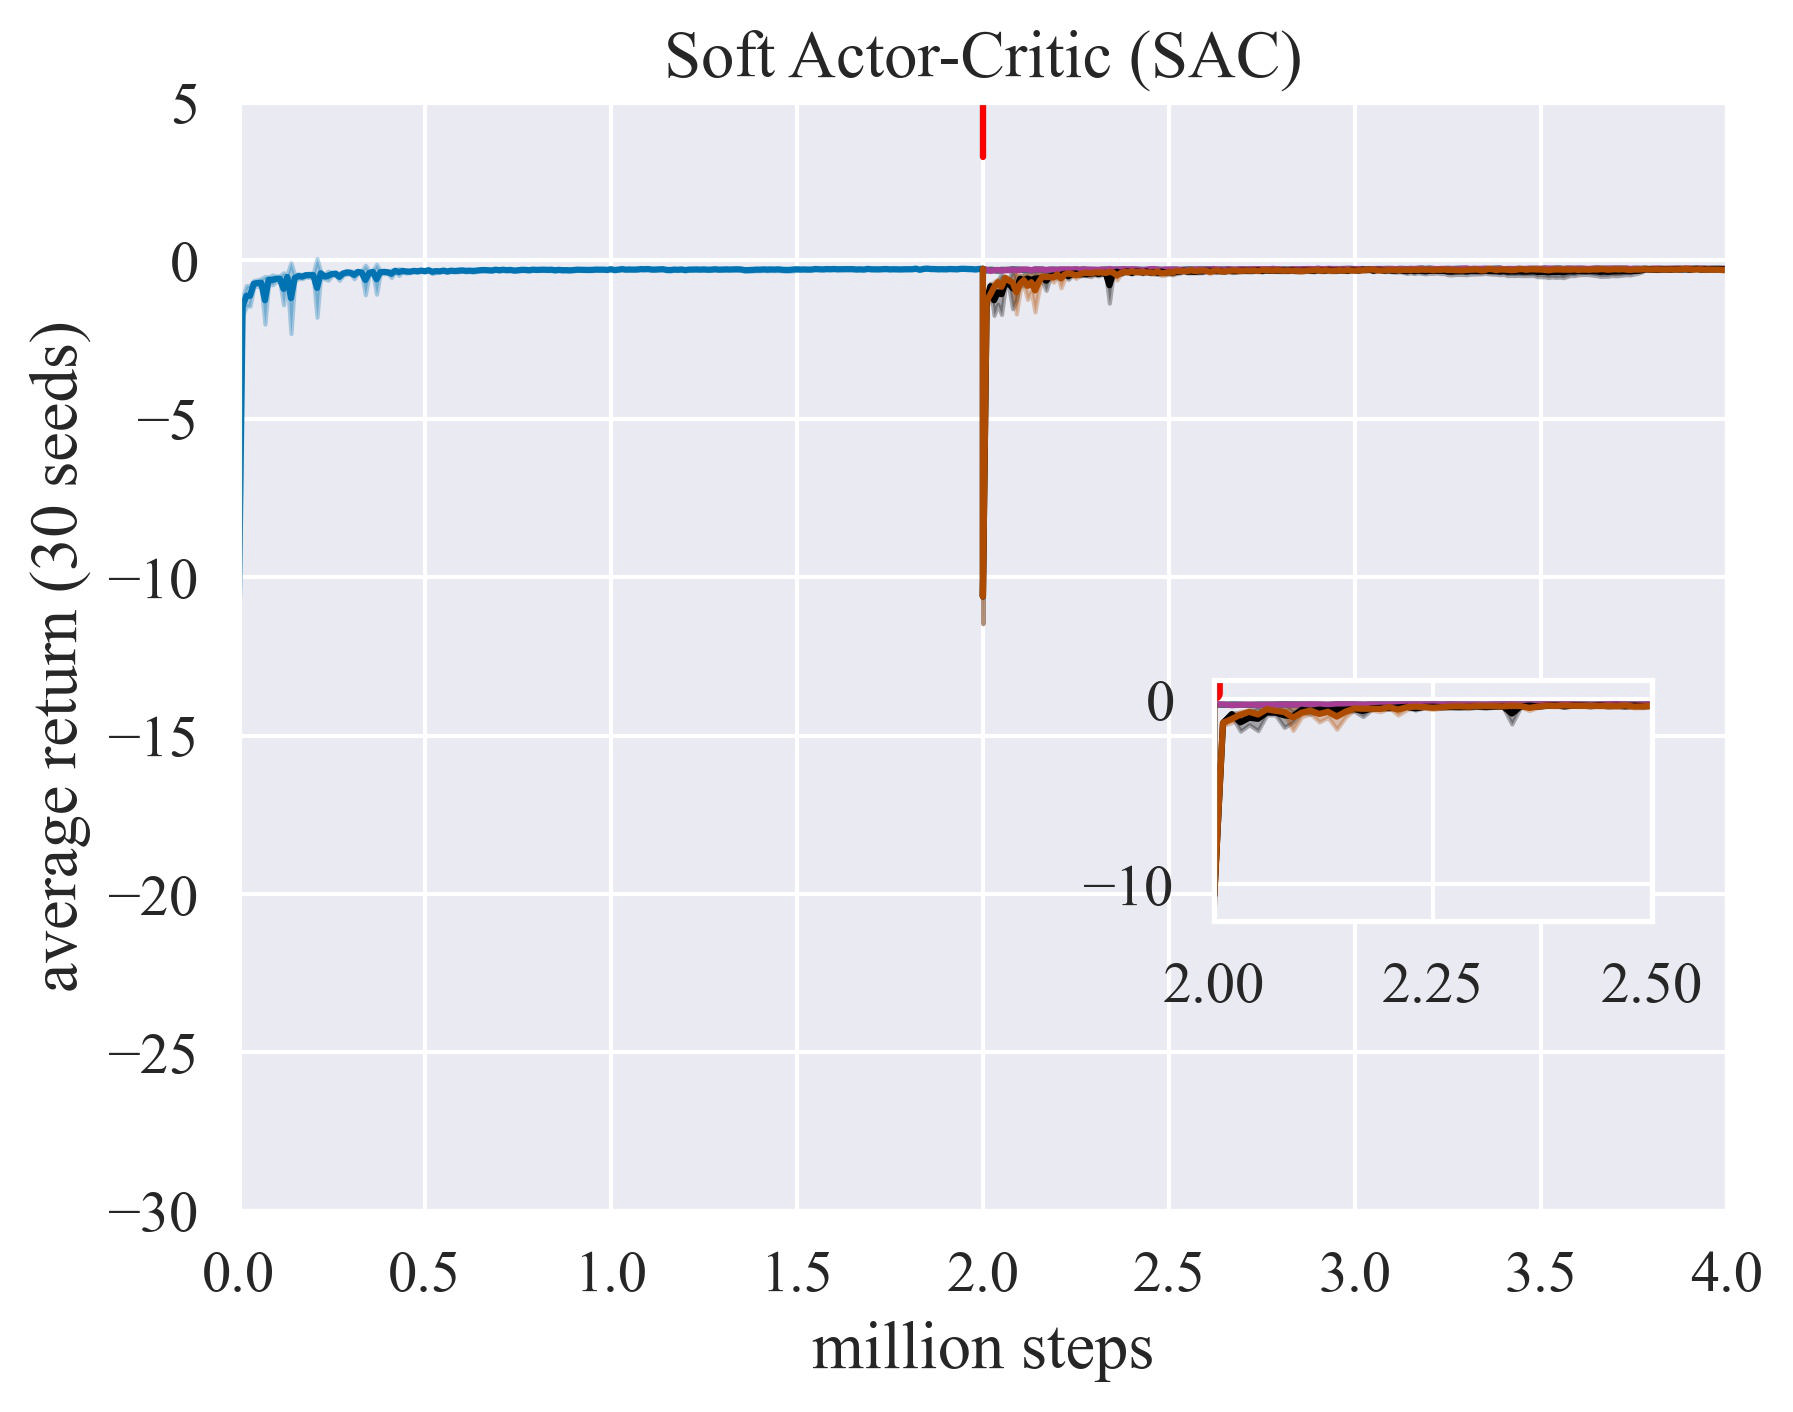 Soft Actor-Critic (SAC)
average return (30 seeds)
5
0
−5
−10
−15
−20
−25
−30
0
−10
2.00 2.25 2.50
0.0 0.5 1.0 1.5 2.0 2.5 3.0 3.5 4.0
million steps